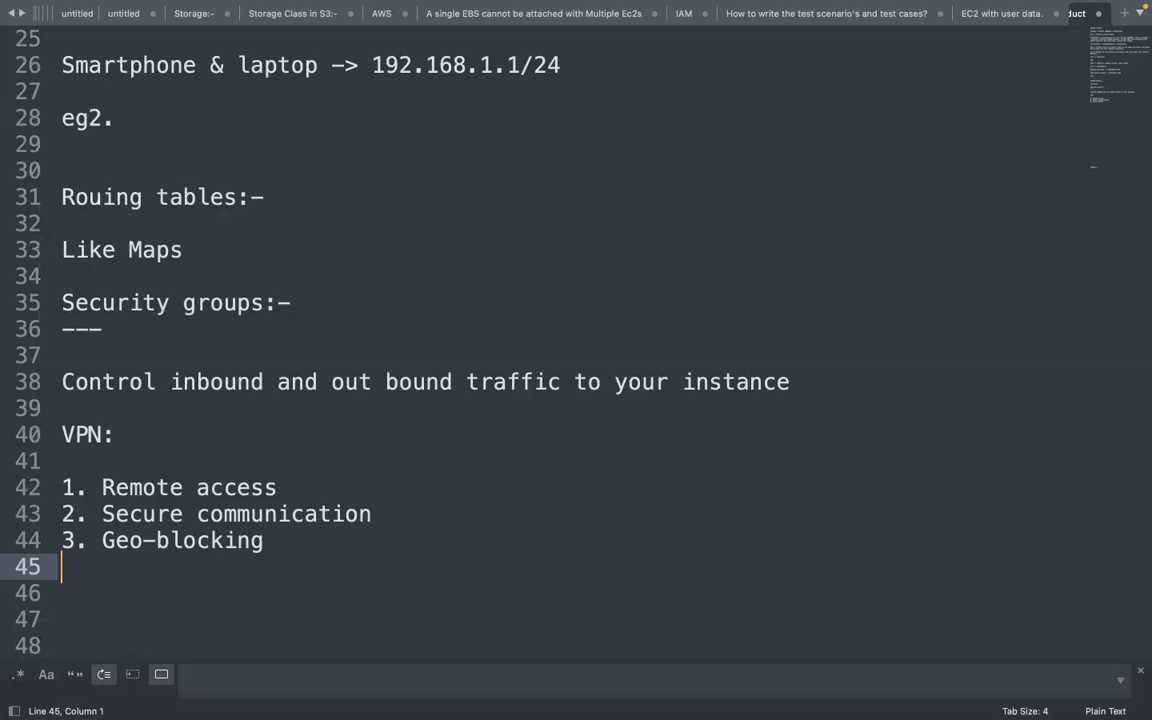 untitled
untitled
Storage:-
Storage Class in S3:-
AWS
A single EBS cannot be attached with Multiple Ec2s
IAM
How to write the test scenario's and test cases?
EC2 with user data.
duct
25
26 Smartphone & laptop -> 192.168.1.1/24
27
28 eg2.
29
30
31 Rouing tables:-
32
33 Like Maps
34
35 Security groups:-
36 ---
37
38 Control inbound and out bound traffic to your instance
39
40 VPN:
41
42 1. Remote access
43 2. Secure communication
44 3. Geo-blocking
45
46
47
48
.* Aa “”
Line 45, Column 1
Tab Size: 4
Plain Text